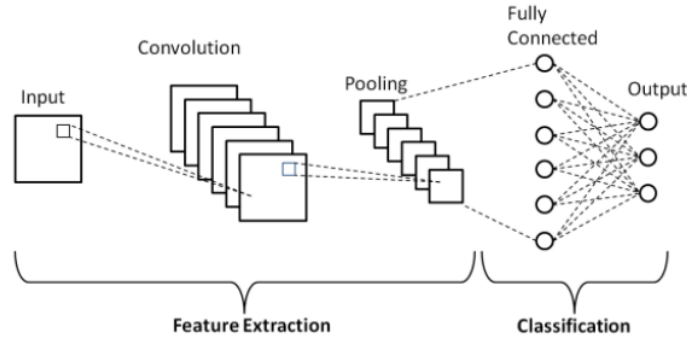 Input
Convolution
Pooling
Fully
Connected
Output
Feature Extraction
Classification